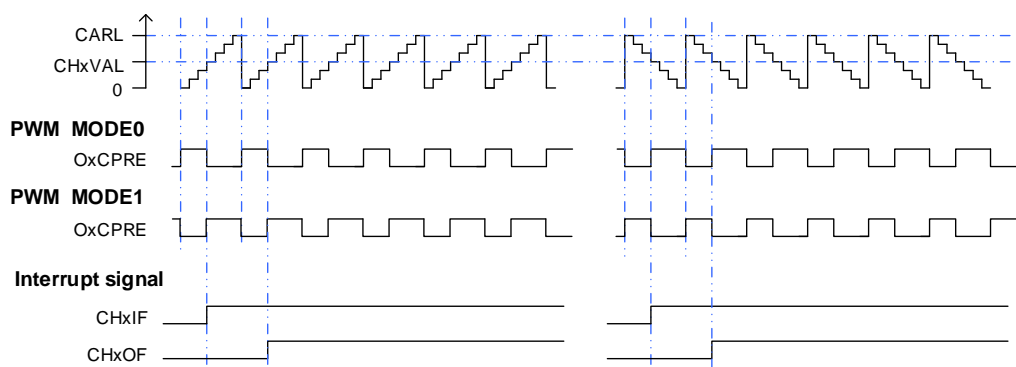 CARL
CHxVAL
0
PWM MODE0
OxCPRE
PWM MODE1
OxCPRE
Interrupt signal
CHxIF
CHxOF